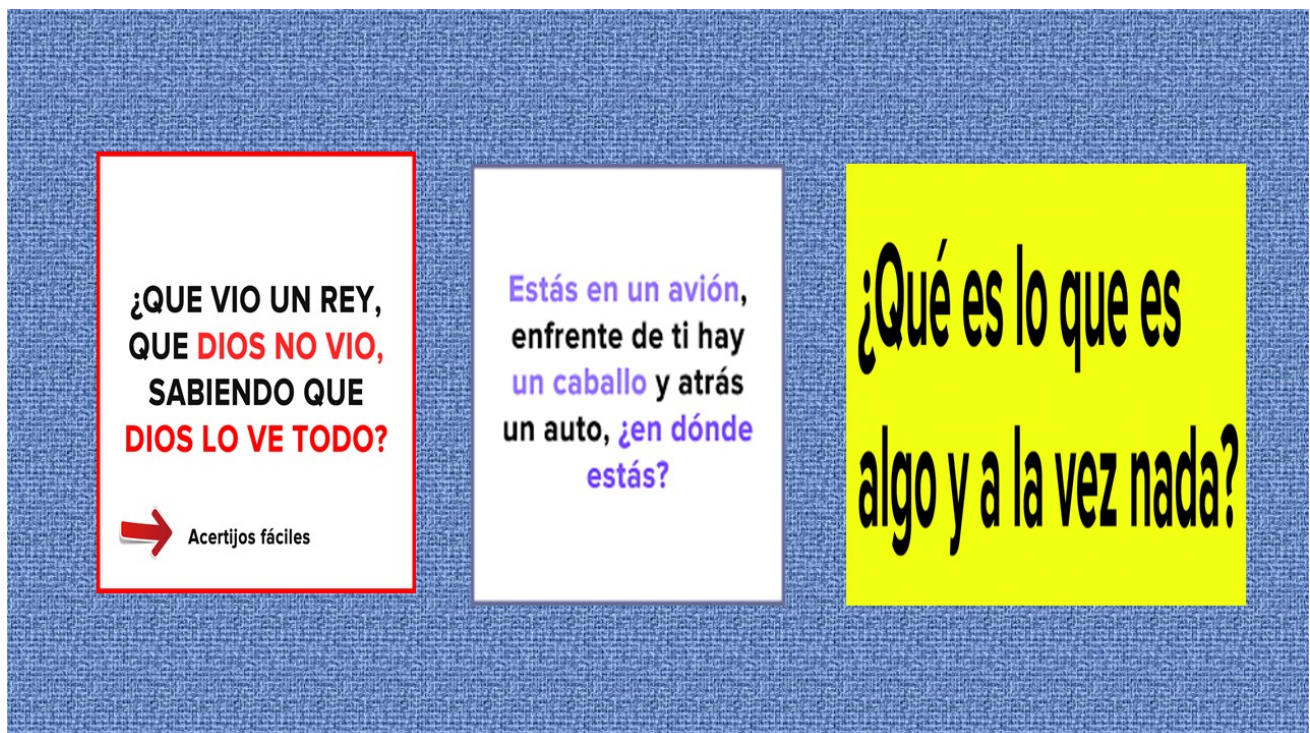 ¿QUE VIO UN REY,
QUE DIOS NO VIO,
SABIENDO QUE
DIOS LO VE TODO?
Acertijos fáciles
Estás en un avión,
enfrente de ti hay
un caballo y atrás
un auto, ¿en dónde
estás?
¿Qué es lo que es
algo y a la vez nada?